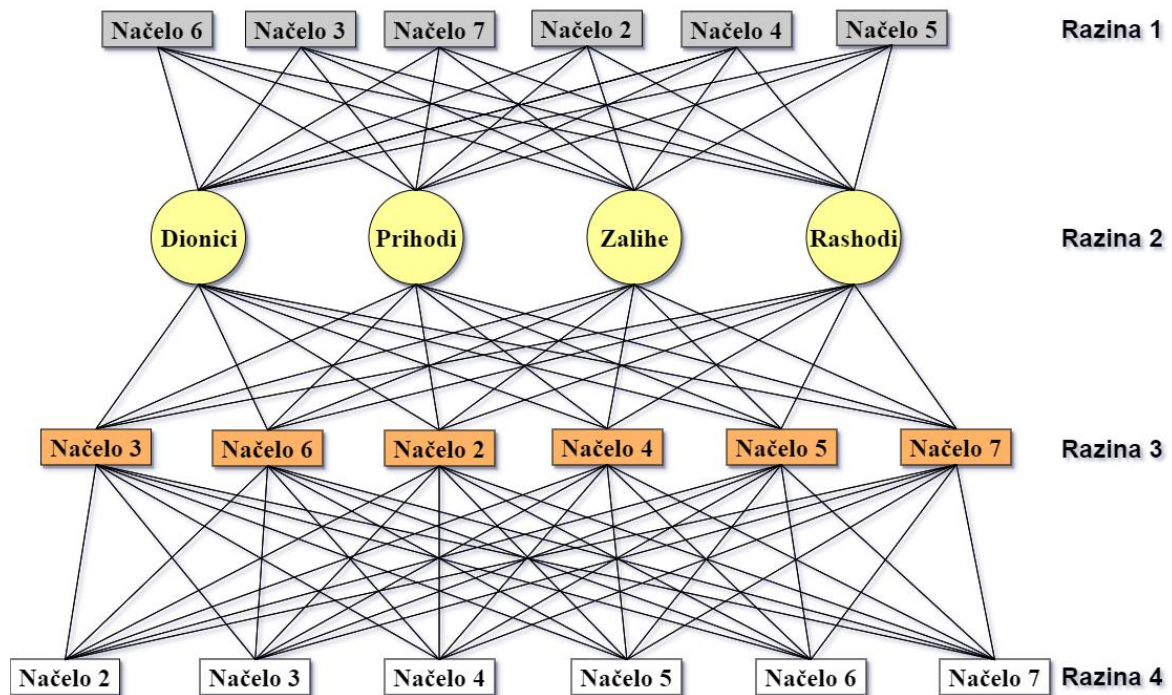 Načelo 6 Načelo 3 Načelo 7 Načelo 2 Načelo 4 Načelo 5 Razina 1
Dionici Prihodi Zalihe Rashodi Razina 2
Načelo 3 Načelo 6 Načelo 2 Načelo 4 Načelo 5 Načelo 7 Razina 3
Načelo 2 Načelo 3 Načelo 4 Načelo 5 Načelo 6 Načelo 7 Razina 4